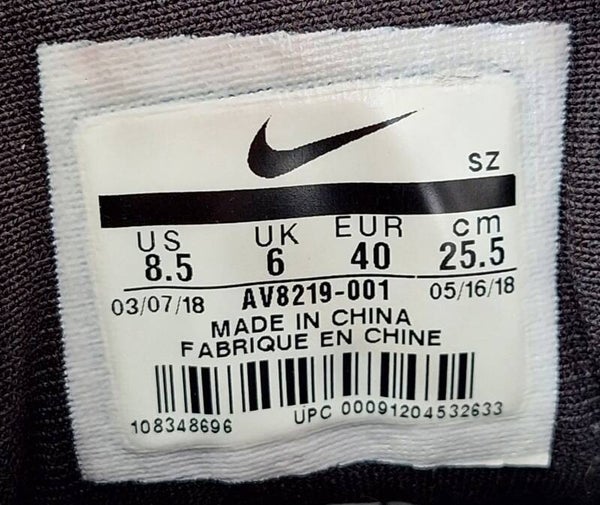 SZ
US UK EUR cm
8.5 6 40 25.5
03/07/18 AV8219-001 05/16/18
MADE IN CHINA
FABRIQUE EN CHINE
108348696 UPC 00091204532633